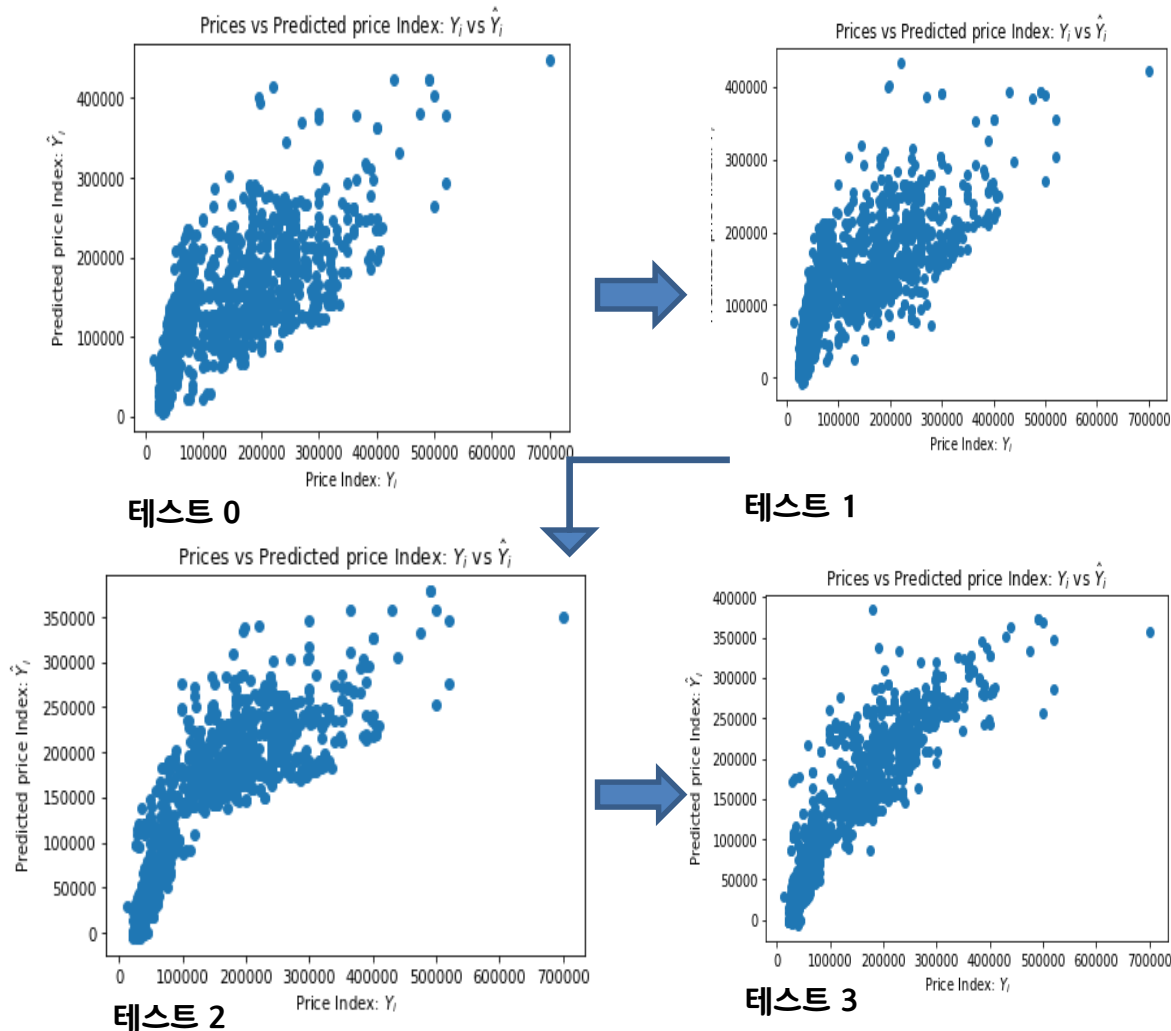 Prices vs Predicted price Index: Yᵢ vs Ŷᵢ
Predicted price Index: Ŷᵢ
400000
300000
200000
100000
0
0 100000 200000 300000 400000 500000 600000 700000
Price Index: Yᵢ
테스트 0
Prices vs Predicted price Index: Yᵢ vs Ŷᵢ
400000
300000
200000
100000
0
0 100000 200000 300000 400000 500000 600000 700000
Price Index: Yᵢ
테스트 1
Prices vs Predicted price Index: Yᵢ vs Ŷᵢ
Predicted price Index: Ŷᵢ
350000
300000
250000
200000
150000
100000
50000
0
0 100000 200000 300000 400000 500000 600000 700000
Price Index: Yᵢ
테스트 2
Prices vs Predicted price Index: Yᵢ vs Ŷᵢ
Predicted price Index: Ŷᵢ
400000
350000
300000
250000
200000
150000
100000
50000
0
0 100000 200000 300000 400000 500000 600000 700000
Price Index: Yᵢ
테스트 3